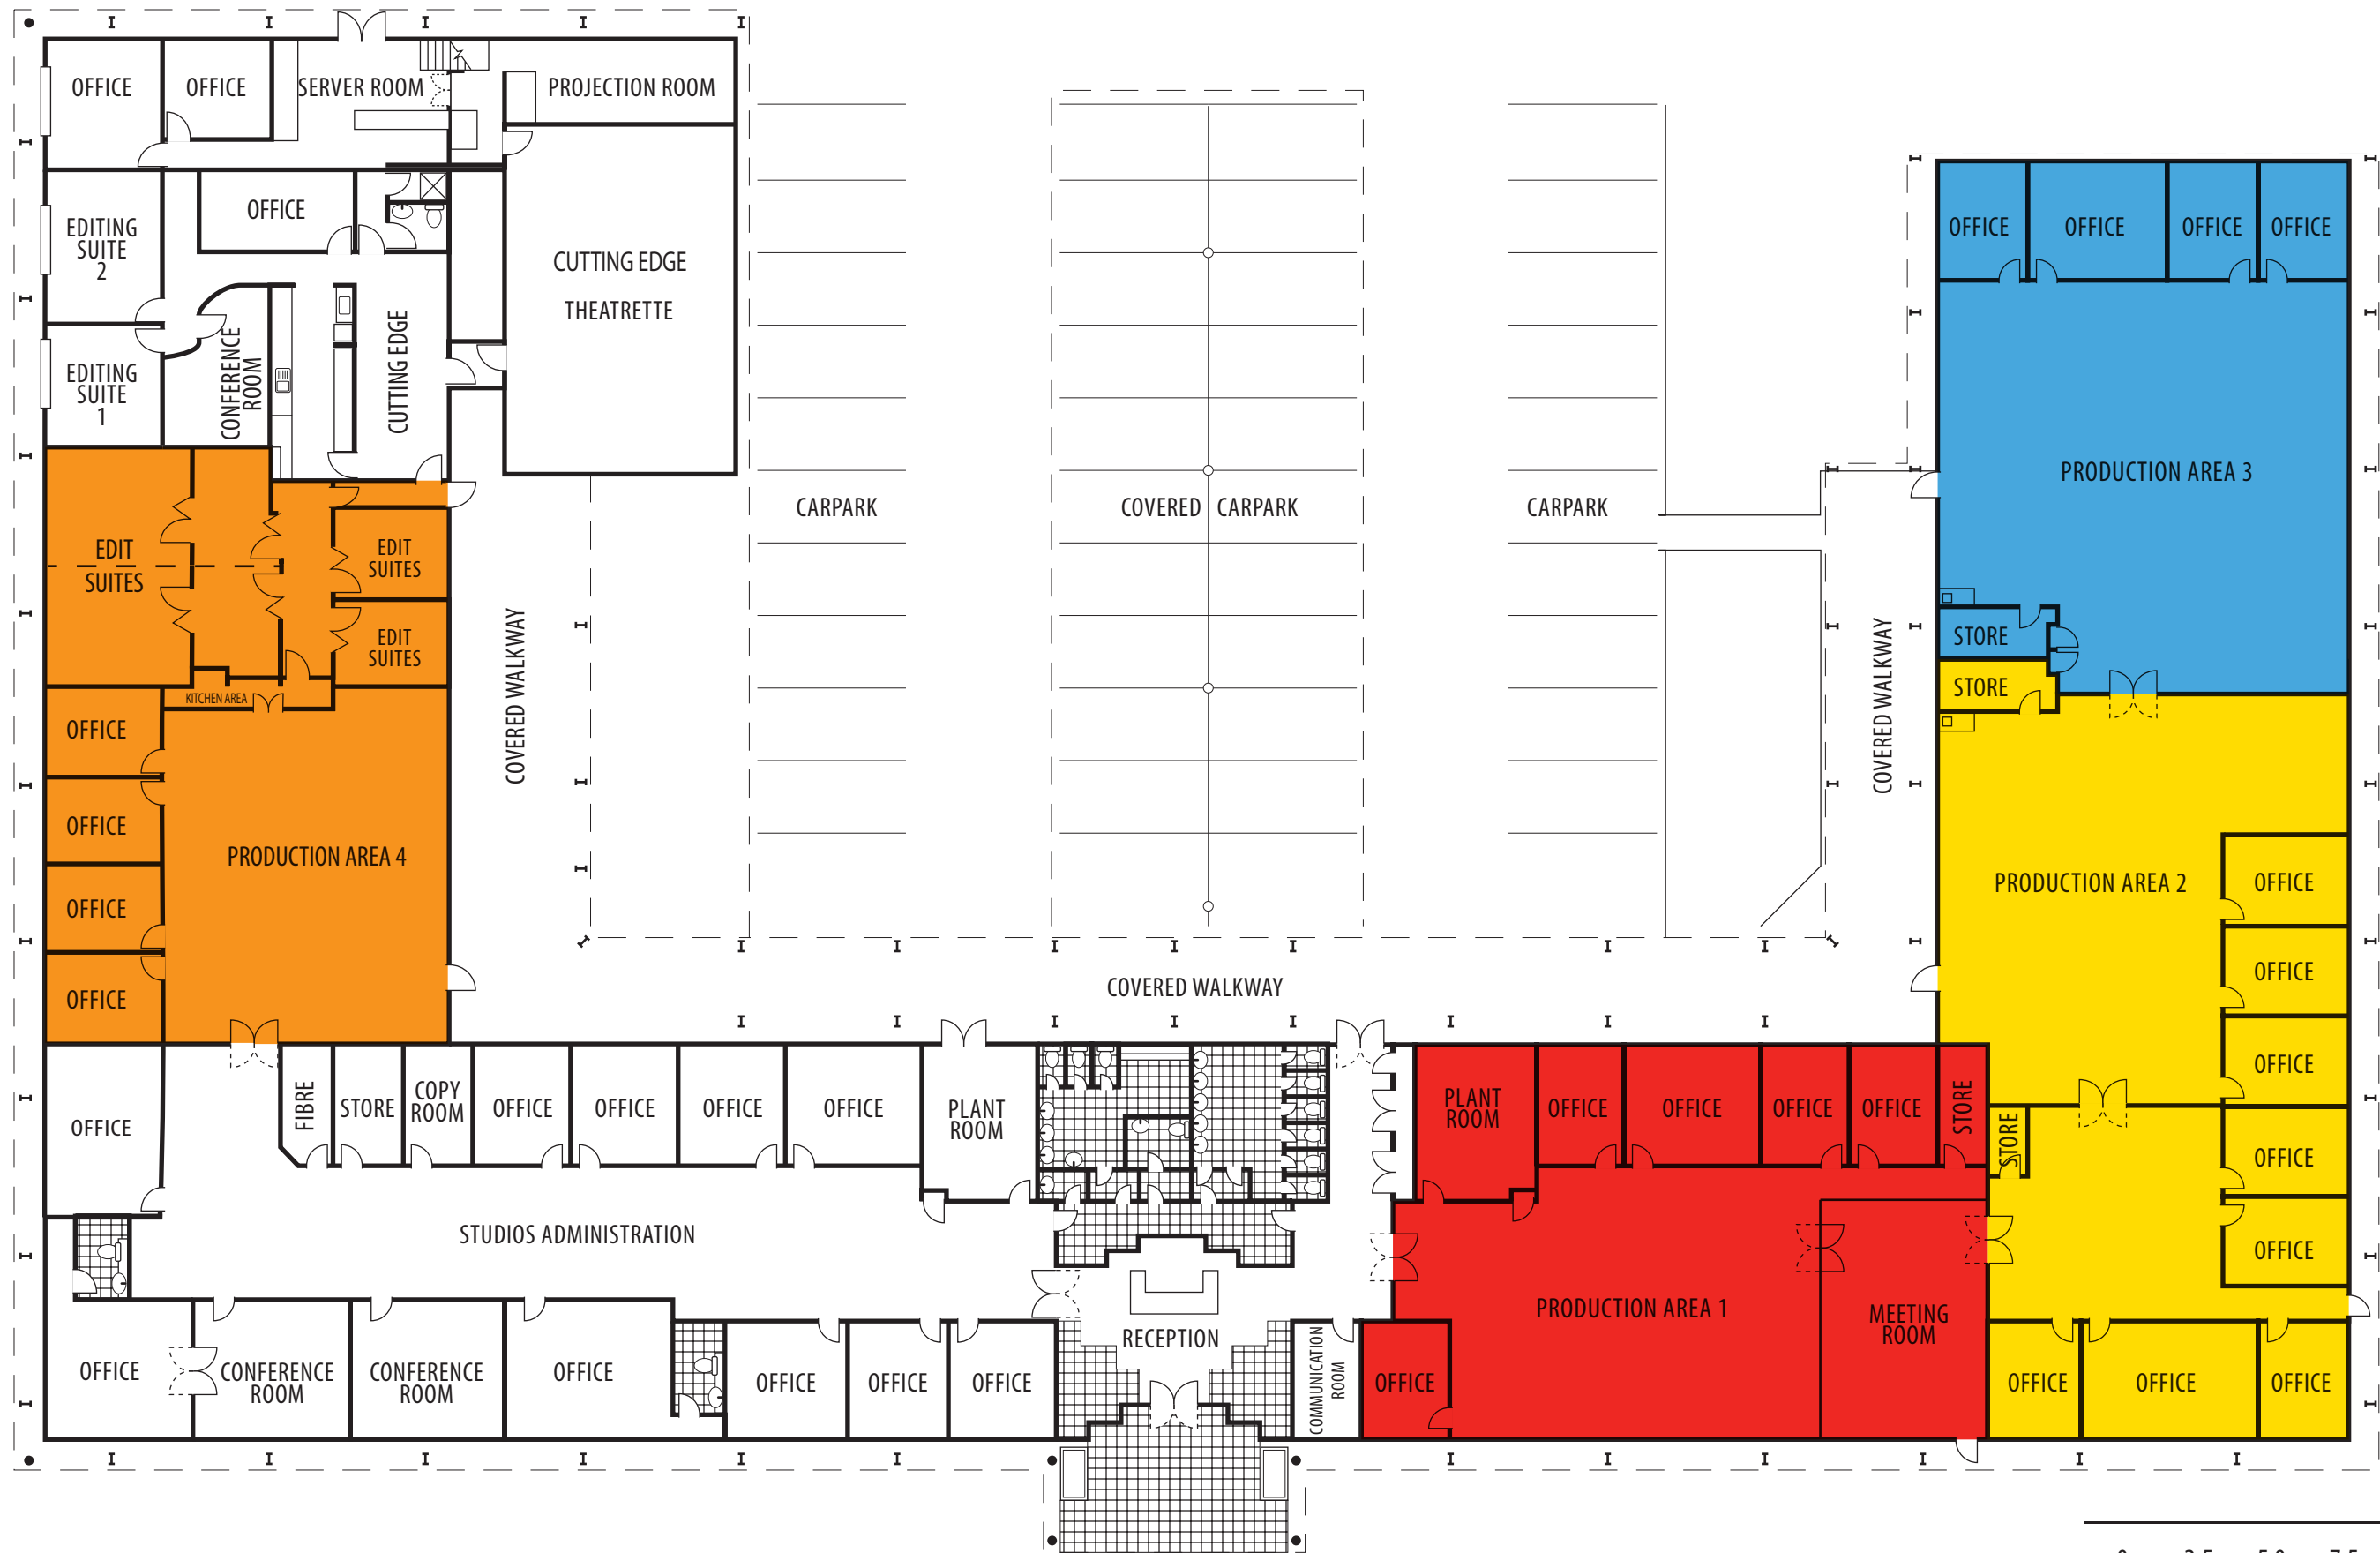 OFFICE
OFFICE
SERVER ROOM
PROJECTION ROOM
OFFICE
EDITING
SUITE
2
CUTTING EDGE
THEATRETTE
EDITING
SUITE
1
CONFERENCE
ROOM
CUTTING EDGE
OFFICE
OFFICE
OFFICE
OFFICE
PRODUCTION AREA 3
CARPARK
COVERED CARPARK
CARPARK
EDIT
SUITES
EDIT
SUITES
EDIT
SUITES
KITCHEN AREA
COVERED WALKWAY
COVERED WALKWAY
STORE
STORE
OFFICE
OFFICE
OFFICE
OFFICE
PRODUCTION AREA 4
PRODUCTION AREA 2
OFFICE
OFFICE
OFFICE
OFFICE
OFFICE
COVERED WALKWAY
OFFICE
FIBRE
STORE
COPY
ROOM
OFFICE
OFFICE
OFFICE
OFFICE
PLANT
ROOM
PLANT
ROOM
OFFICE
OFFICE
OFFICE
OFFICE
STORE
STORE
STUDIOS ADMINISTRATION
RECEPTION
PRODUCTION AREA 1
MEETING
ROOM
OFFICE
CONFERENCE
ROOM
CONFERENCE
ROOM
OFFICE
OFFICE
OFFICE
OFFICE
COMMUNICATION
ROOM
OFFICE
OFFICE
OFFICE
OFFICE